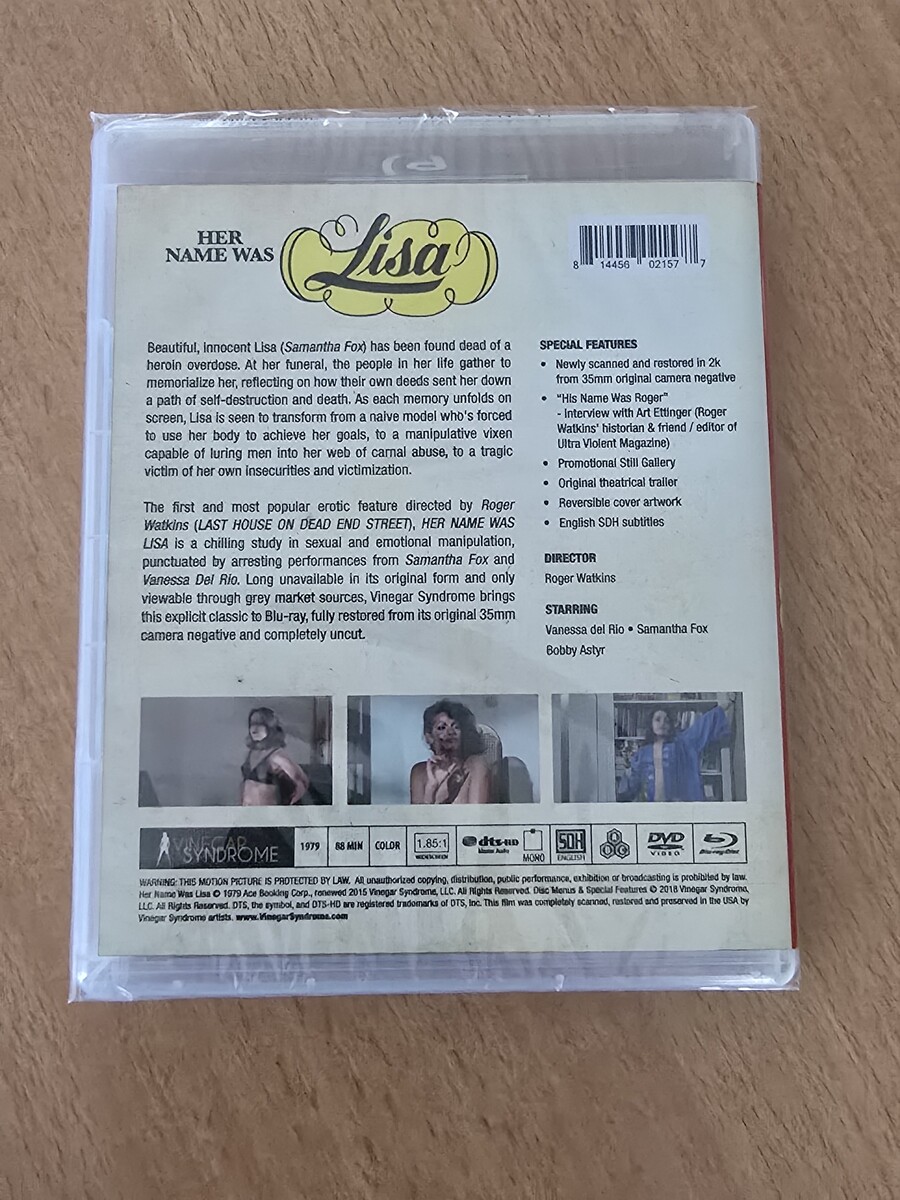 HER
NAME WAS
Lisa
8 14456 02157 7
Beautiful, innocent Lisa (Samantha Fox) has been found dead of a
heroin overdose. At her funeral, the people in her life gather to
memorialize her, reflecting on how their own deeds sent her down
a path of self-destruction and death. As each memory unfolds on
screen, Lisa is seen to transform from a naive model who's forced
to use her body to achieve her goals, to a manipulative vixen
capable of luring men into her web of carnal abuse, to a tragic
victim of her own insecurities and victimization.
The first and most popular erotic feature directed by Roger
Watkins (LAST HOUSE ON DEAD END STREET), HER NAME WAS
LISA is a chilling study in sexual and emotional manipulation,
punctuated by arresting performances from Samantha Fox and
Vanessa Del Rio. Long unavailable in its original form and only
viewable through grey market sources, Vinegar Syndrome brings
this explicit classic to Blu-ray, fully restored from its original 35mm
camera negative and completely uncut.
SPECIAL FEATURES
• Newly scanned and restored in 2k
from 35mm original camera negative
• "His Name Was Roger"
- Interview with Art Ettinger (Roger
Watkins' historian & friend / editor of
Ultra Violent Magazine)
• Promotional Still Gallery
• Original theatrical trailer
• Reversible cover artwork
• English SDH subtitles
DIRECTOR
Roger Watkins
STARRING
Vanessa del Rio • Samantha Fox
Bobby Astyr
VINEGAR
SYNDROME
1979
88 MIN
COLOR
1.85:1
WIDESCREEN
dts-HD
Master Audio
MONO
SDH
ENGLISH
DVD
VIDEO
Blu-ray Disc
WARNING: THIS MOTION PICTURE IS PROTECTED BY LAW. All unauthorized copying, distribution, public performance, exhibition or broadcasting is prohibited by law.
Her Name Was Lisa © 1979 Ace Booking Corp., renewed 2015 Vinegar Syndrome, LLC. All Rights Reserved. Disc Menus & Special Features © 2018 Vinegar Syndrome,
LLC. All Rights Reserved. DTS, the symbol, and DTS-HD are registered trademarks of DTS, Inc. This film was completely scanned, restored and preserved in the USA by
Vinegar Syndrome artists. www.VinegarSyndrome.com